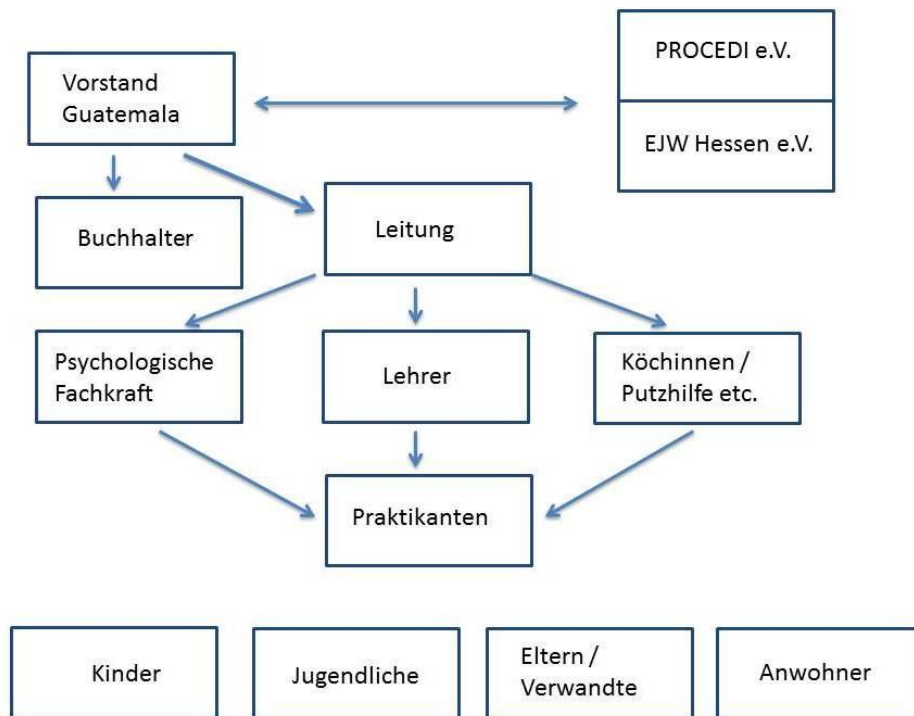 PROCEDI e.V.
Vorstand
Guatemala
EJW Hessen e.V.
Buchhalter
Leitung
Psychologische
Fachkraft
Lehrer
Köchinnen /
Putzhilfe etc.
Praktikanten
Kinder
Jugendliche
Eltern /
Verwandte
Anwohner